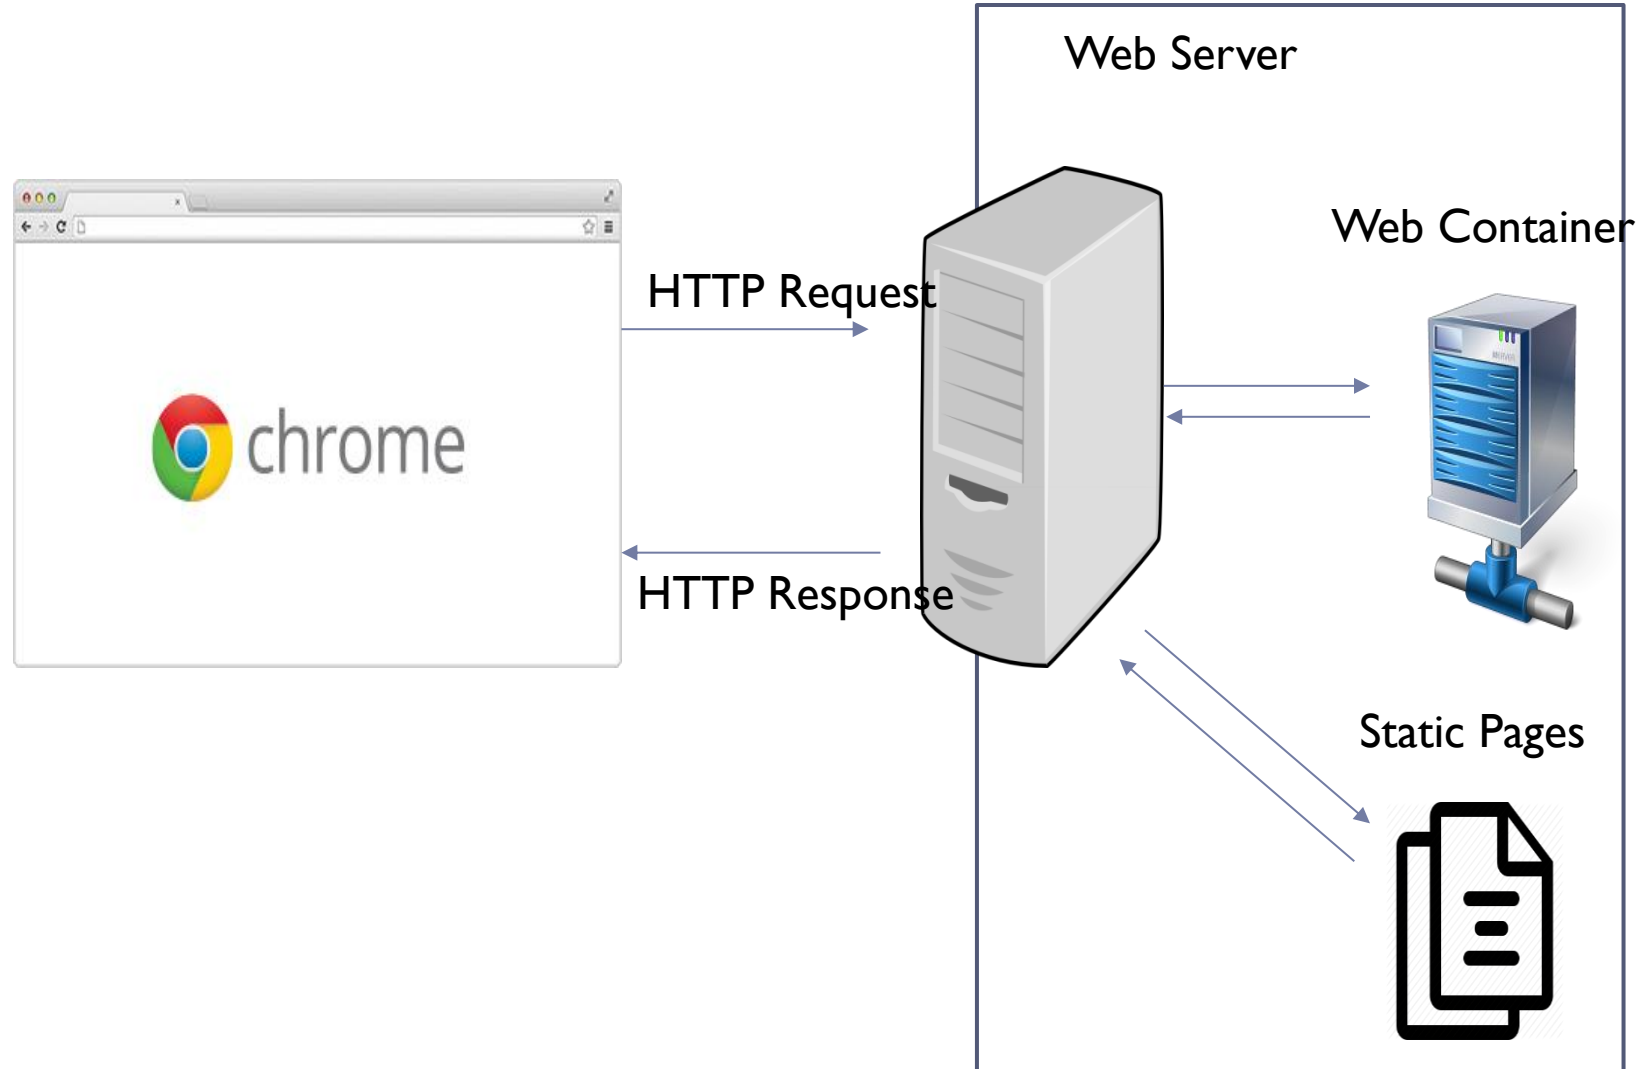 Web Server
Web Container
HTTP Request
chrome
HTTP Response
Static Pages